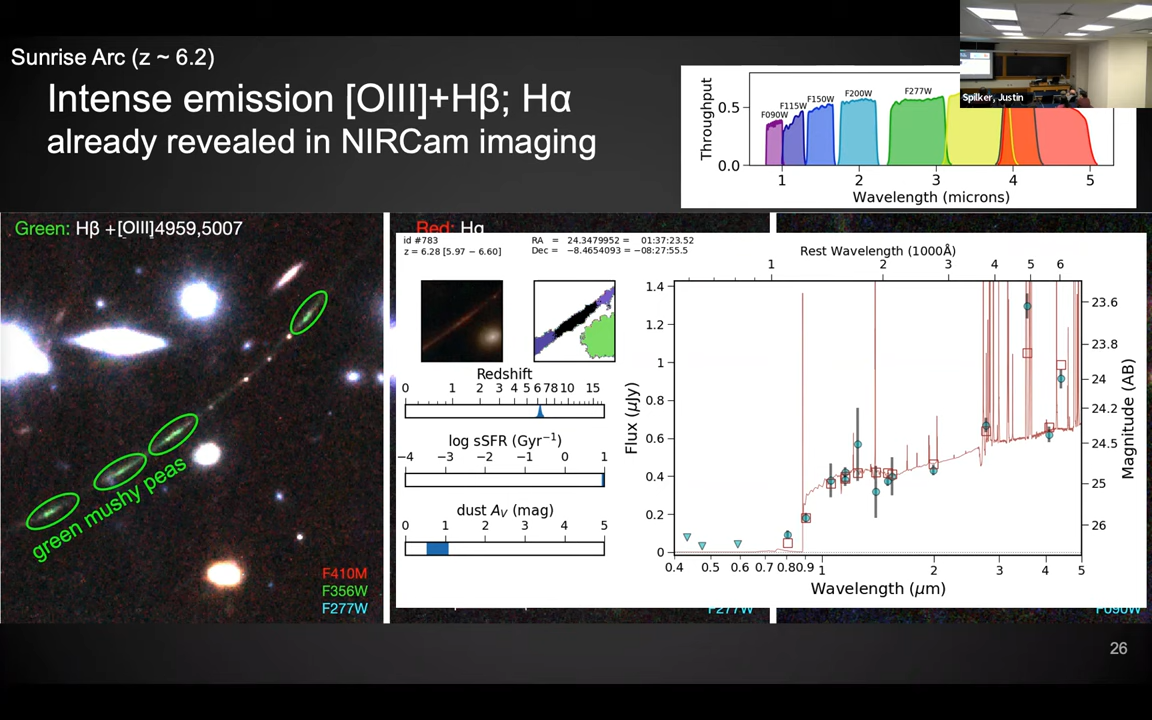 Sunrise Arc (z ~ 6.2)
Intense emission [OIII]+Hβ; Hα
already revealed in NIRCam imaging
Spilker, Justin
Throughput
0.5
0.0
F090W
F115W
F150W
F200W
F277W
1 2 3 4 5
Wavelength (microns)
Green: Hβ +[OIII]4959,5007
green mushy peas
F410M
F356W
F277W
Red: Hα
id #783
z = 6.28 [5.97 − 6.60]
RA = 24.3479952 = 01:37:23.52
Dec = −8.4654093 = −08:27:55.5
Redshift
0 1 2 3 4 5 6 7 8 10 15
log sSFR (Gyr−1)
−4 −3 −2 −1 0 1
dust AV (mag)
0 1 2 3 4 5
Rest Wavelength (1000Å)
1 2 3 4 5 6
Flux (μJy)
1.4
1.2
1
0.8
0.6
0.4
0.2
0
23.6
23.8
24
24.2
24.5
25
26
Magnitude (AB)
0.4 0.5 0.6 0.7 0.8 0.9 1 2 3 4 5
Wavelength (μm)
F277W
F090W
26